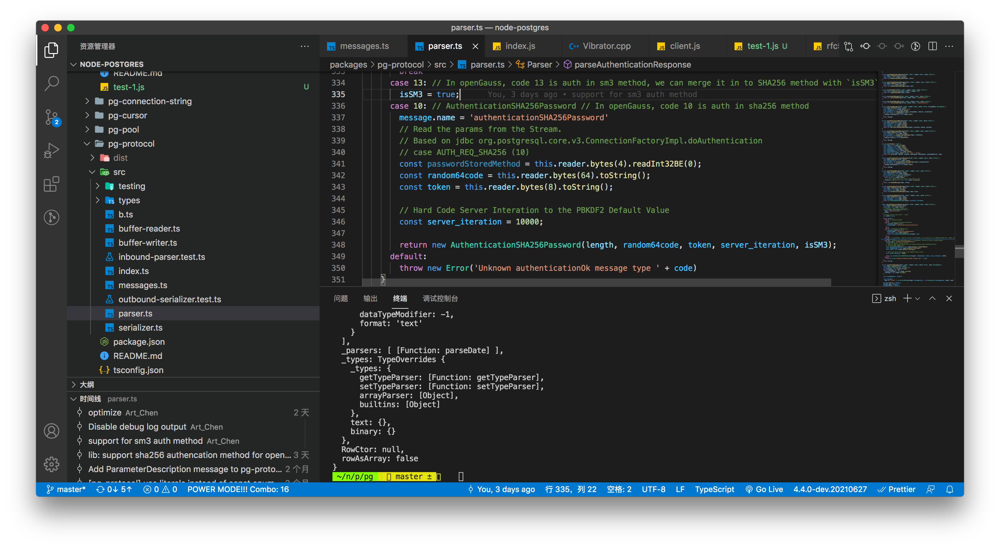 parser.ts — node-postgres
资源管理器
NODE-POSTGRES
README.md
test-1.js U
pg-connection-string
pg-cursor
pg-pool
pg-protocol
dist
src
testing
types
b.ts
buffer-reader.ts
buffer-writer.ts
inbound-parser.test.ts
index.ts
messages.ts
outbound-serializer.test.ts
parser.ts
serializer.ts
package.json
README.md
tsconfig.json
大纲
时间线 parser.ts
optimize Art_Chen 2 天
Disable debug log output Art_Chen
support for sm3 auth method Art_Chen
lib: support sha256 authencation method for open... 3 天
Add ParameterDescription message to pg-proto... 2 个月
messages.ts parser.ts index.js Vibrator.cpp client.js test-1.js U
packages > pg-protocol > src > parser.ts > Parser > parseAuthenticationResponse
333 break
334 case 13: // In openGauss, code 13 is auth in sm3 method, we can merge it in to SHA256 method with `isSM3`
335 isSM3 = true; You, 3 days ago • support for sm3 auth method
336 case 10: // AuthenticationSHA256Password // In openGauss, code 10 is auth in sha256 method
337 message.name = 'authenticationSHA256Password'
338 // Read the params from the Stream.
339 // Based on jdbc org.postgresql.core.v3.ConnectionFactoryImpl.doAuthentication
340 // case AUTH_REQ_SHA256 (10)
341 const passwordStoredMethod = this.reader.bytes(4).readInt32BE(0);
342 const random64code = this.reader.bytes(64).toString();
343 const token = this.reader.bytes(8).toString();
344
345 // Hard Code Server Interation to the PBKDF2 Default Value
346 const server_iteration = 10000;
347
348 return new AuthenticationSHA256Password(length, random64code, token, server_iteration, isSM3);
349 default:
350 throw new Error('Unknown authenticationOk message type ' + code)
351 }
问题 输出 终端 调试控制台 zsh
dataTypeModifier: -1,
format: 'text'
}
],
_parsers: [ [Function: parseDate] ],
_types: TypeOverrides {
_types: {
getTypeParser: [Function: getTypeParser],
setTypeParser: [Function: setTypeParser],
arrayParser: [Object],
builtins: [Object]
},
text: {},
binary: {}
},
RowCtor: null,
rowAsArray: false
}
~/n/p/pg master ±
master* 0↓ 5↑ 0 0 POWER MODE!!! Combo: 16 You, 3 days ago 行 335，列 22 空格: 2 UTF-8 LF TypeScript Go Live 4.4.0-dev.20210627 Prettier